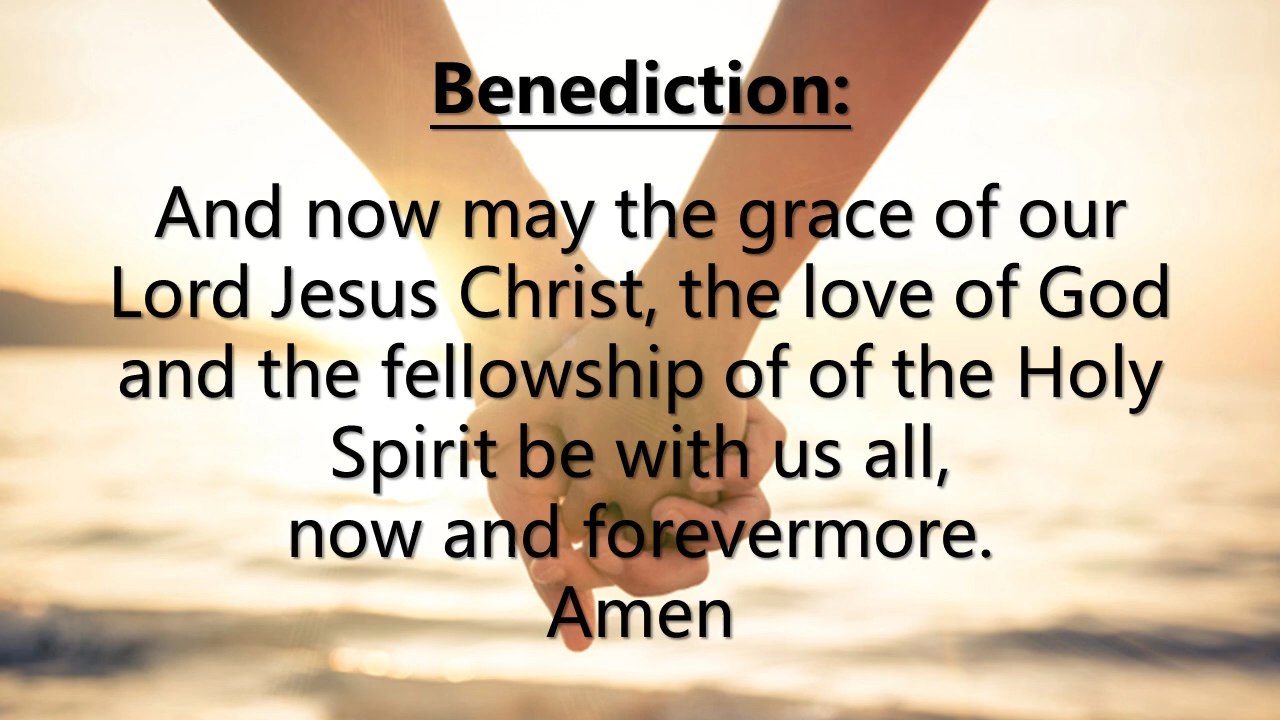 Benediction:
And now may the grace of our
Lord Jesus Christ, the love of God
and the fellowship of of the Holy
Spirit be with us all,
now and forevermore.
Amen